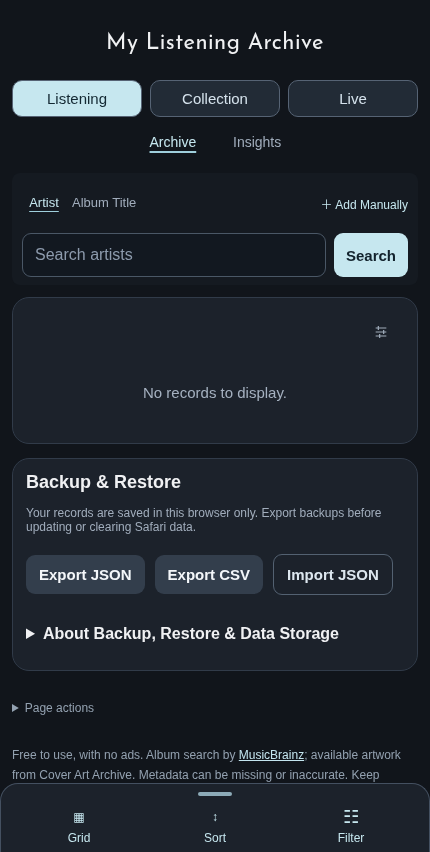 My Listening Archive
Listening
Collection
Live
Archive
Insights
Artist
Album Title
+ Add Manually
Search artists
Search
No records to display.
Backup & Restore
Your records are saved in this browser only. Export backups before
updating or clearing Safari data.
Export JSON
Export CSV
Import JSON
About Backup, Restore & Data Storage
Page actions
Free to use, with no ads. Album search by MusicBrainz; available artwork
from Cover Art Archive. Metadata can be missing or inaccurate. Keep
Grid
Sort
Filter